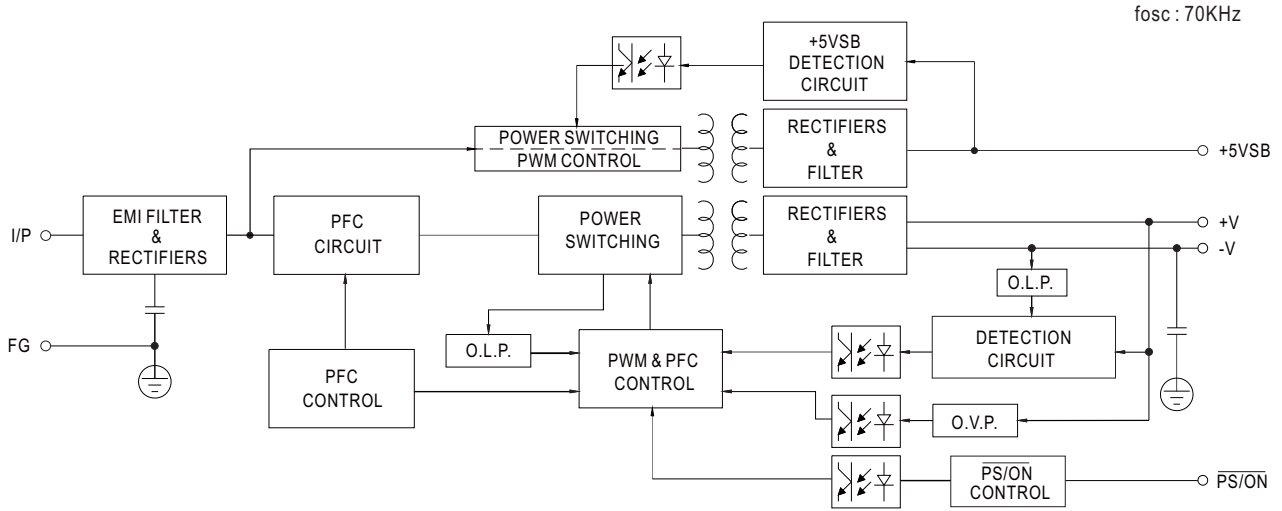 fosc : 70KHz
+5VSB
DETECTION
CIRCUIT
POWER SWITCHING
PWM CONTROL
RECTIFIERS
&
FILTER
+5VSB
I/P
EMI FILTER
&
RECTIFIERS
PFC
CIRCUIT
POWER
SWITCHING
RECTIFIERS
&
FILTER
+V
-V
O.L.P.
FG
O.L.P.
PFC
CONTROL
PWM & PFC
CONTROL
DETECTION
CIRCUIT
O.V.P.
PS/ON
CONTROL
PS/ON